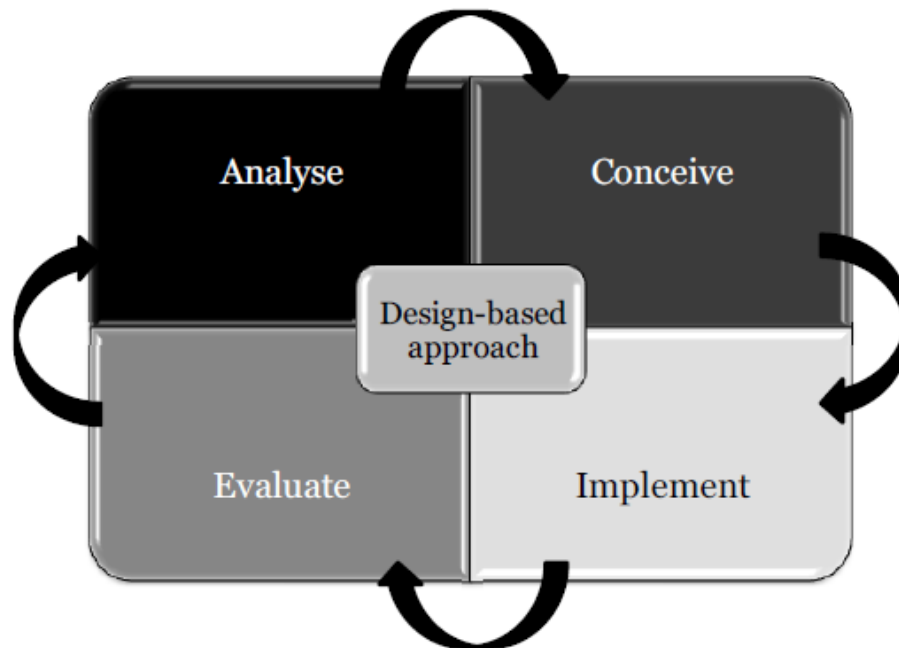 Analyse
Conceive
Design-based
approach
Evaluate
Implement